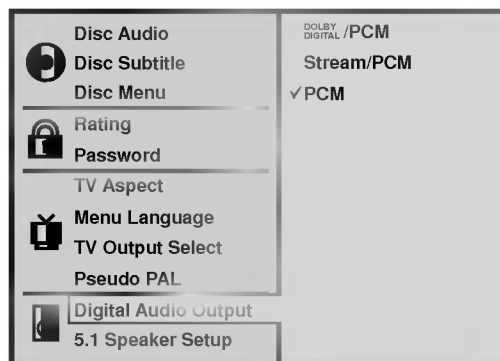 Disc Audio
Disc Subtitle
Disc Menu
Rating
Password
TV Aspect
Menu Language
TV Output Select
Pseudo PAL
Digital Audio Output
5.1 Speaker Setup
DOLBY DIGITAL /PCM
Stream/PCM
✓PCM